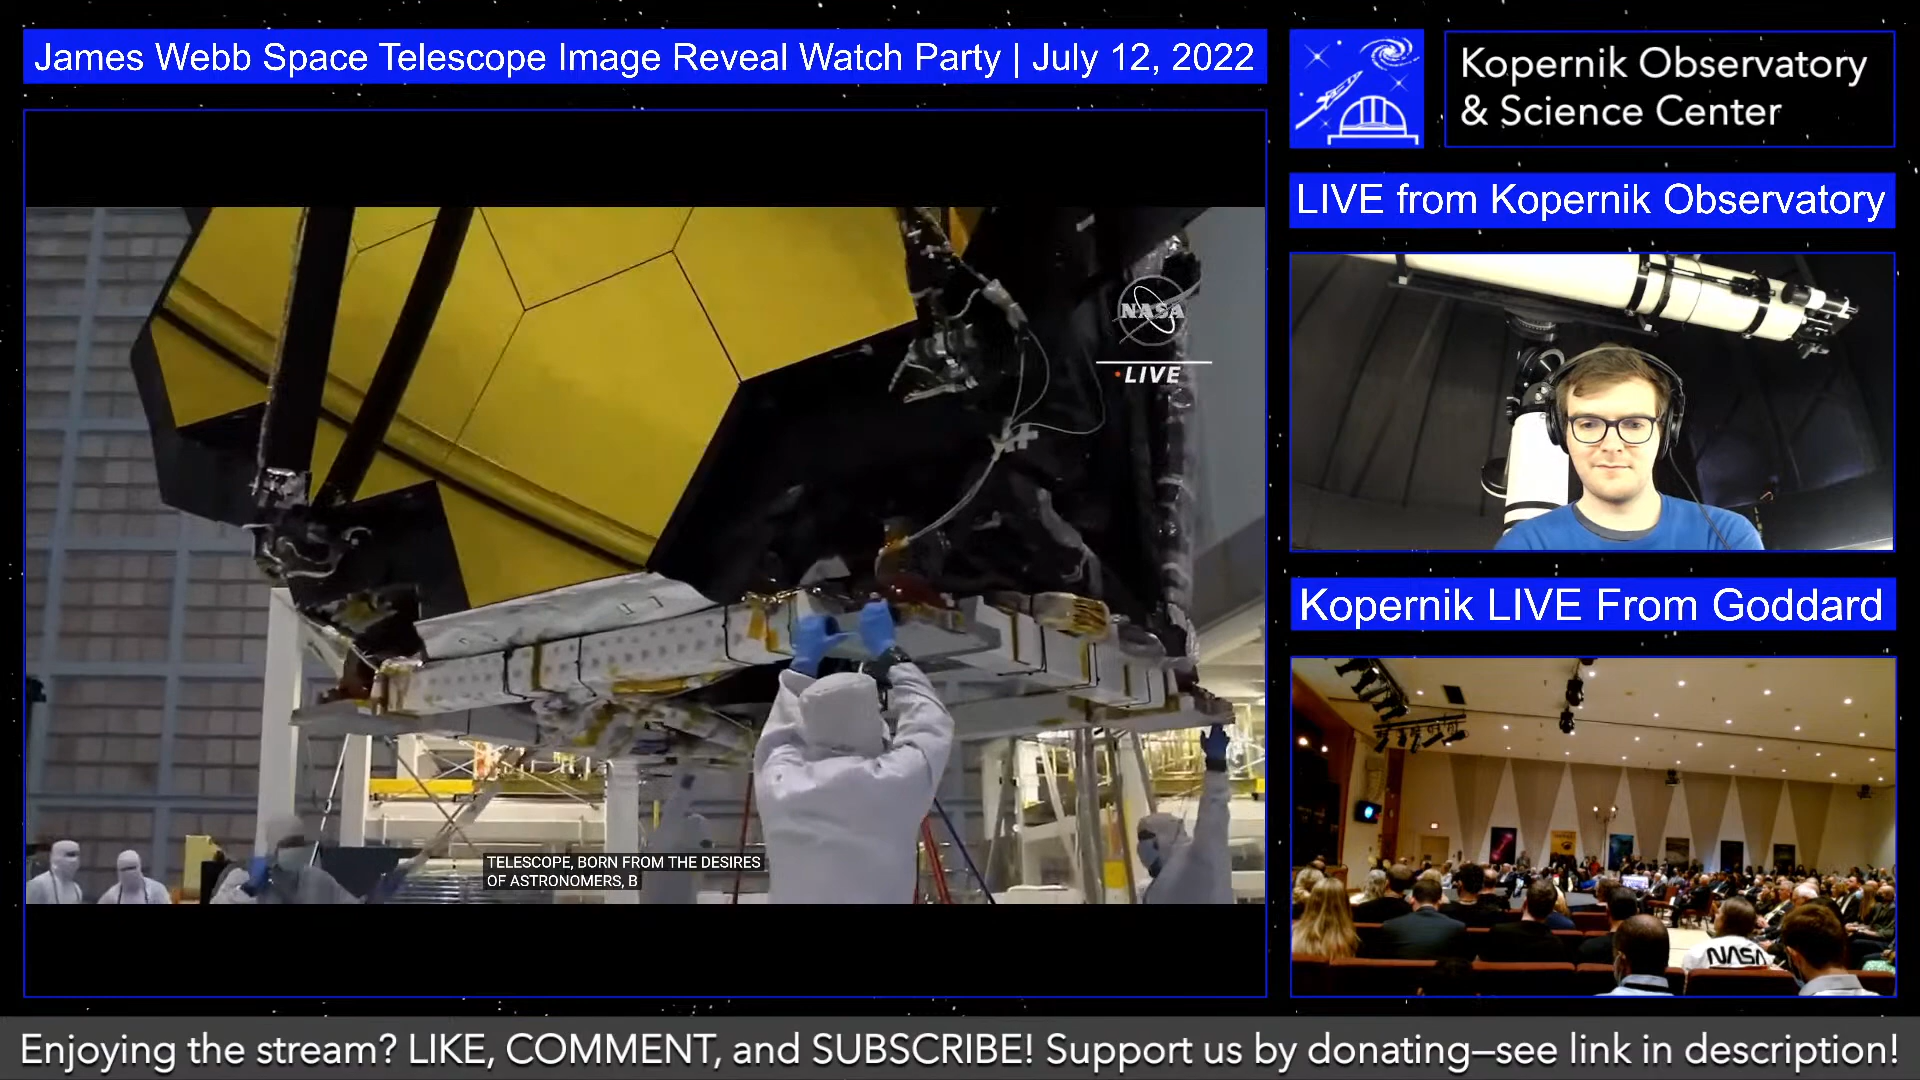 James Webb Space Telescope Image Reveal Watch Party | July 12, 2022
Kopernik Observatory
& Science Center
LIVE from Kopernik Observatory
NASA
LIVE
TELESCOPE, BORN FROM THE DESIRES
OF ASTRONOMERS, B
Kopernik LIVE From Goddard
NASA
Enjoying the stream? LIKE, COMMENT, and SUBSCRIBE! Support us by donating—see link in description!